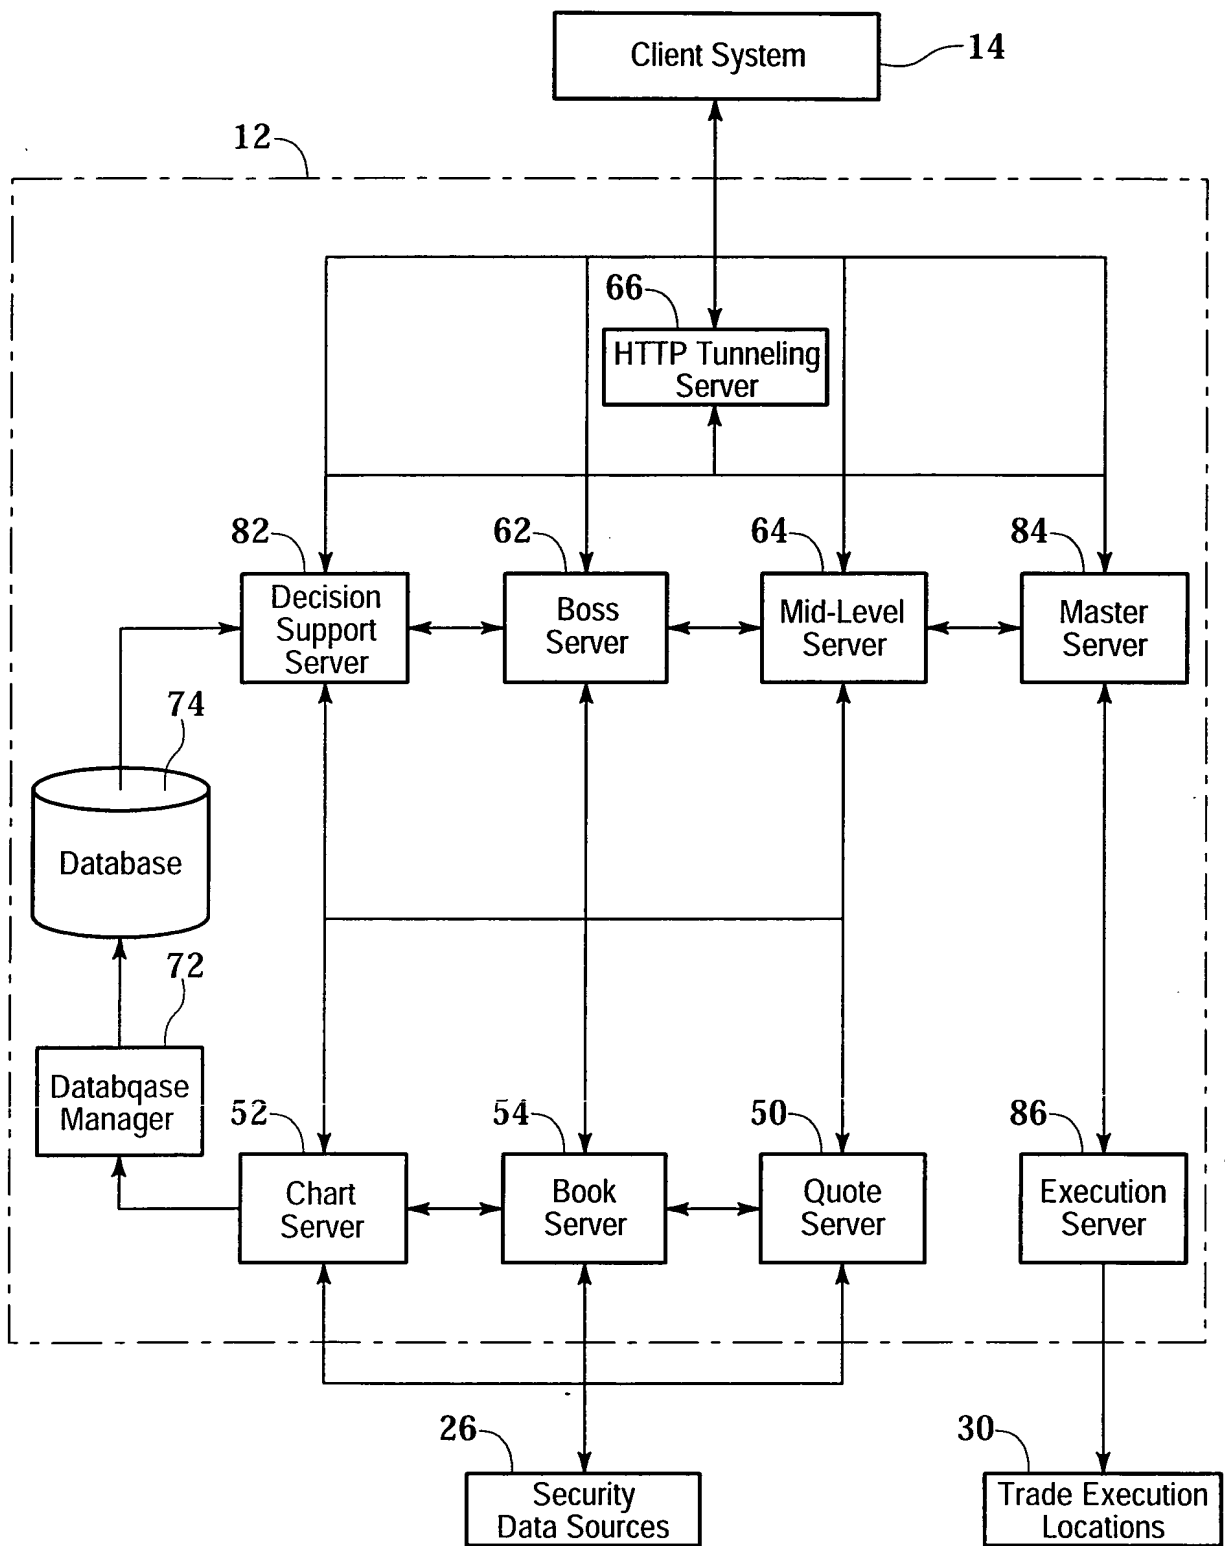 Client System
14
12
66
HTTP Tunneling
Server
82
62
64
84
Decision
Support
Server
Boss
Server
Mid-Level
Server
Master
Server
74
Database
72
Databqase
Manager
52
54
50
86
Chart
Server
Book
Server
Quote
Server
Execution
Server
26
30
Security
Data Sources
Trade Execution
Locations